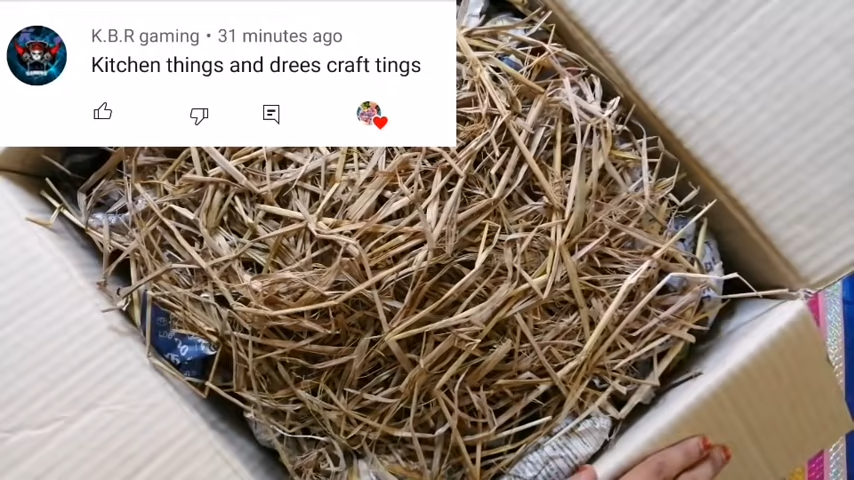 K.B.R gaming • 31 minutes ago
Kitchen things and drees craft tings